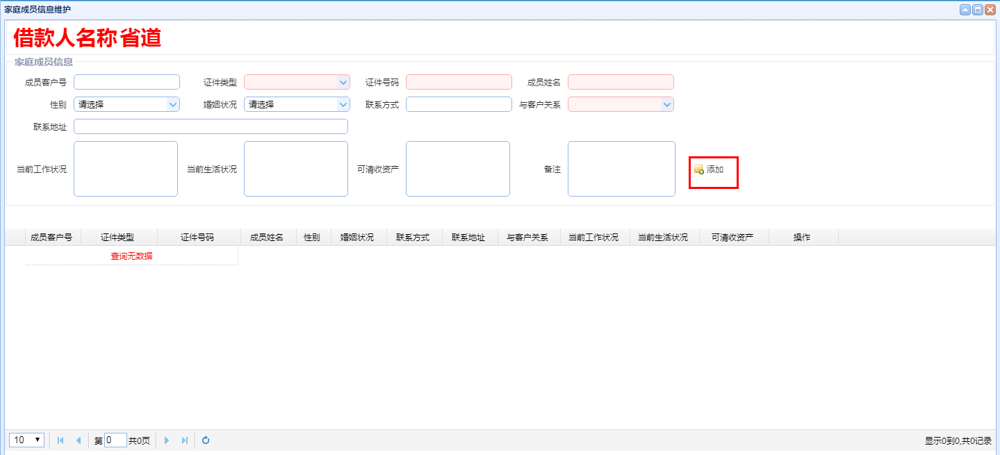 家庭成员信息维护
借款人名称省道
家庭成员信息
成员客户号 证件类型 证件号码 成员姓名
性别 请选择 婚姻状况 请选择 联系方式 与客户关系
联系地址
当前工作状况 当前生活状况 可清收资产 备注 添加
成员客户号 证件类型 证件号码 成员姓名 性别 婚姻状况 联系方式 联系地址 与客户关系 当前工作状况 当前生活状况 可清收资产 操作
查询无数据
10 第 0 共0页 显示0到0,共0记录